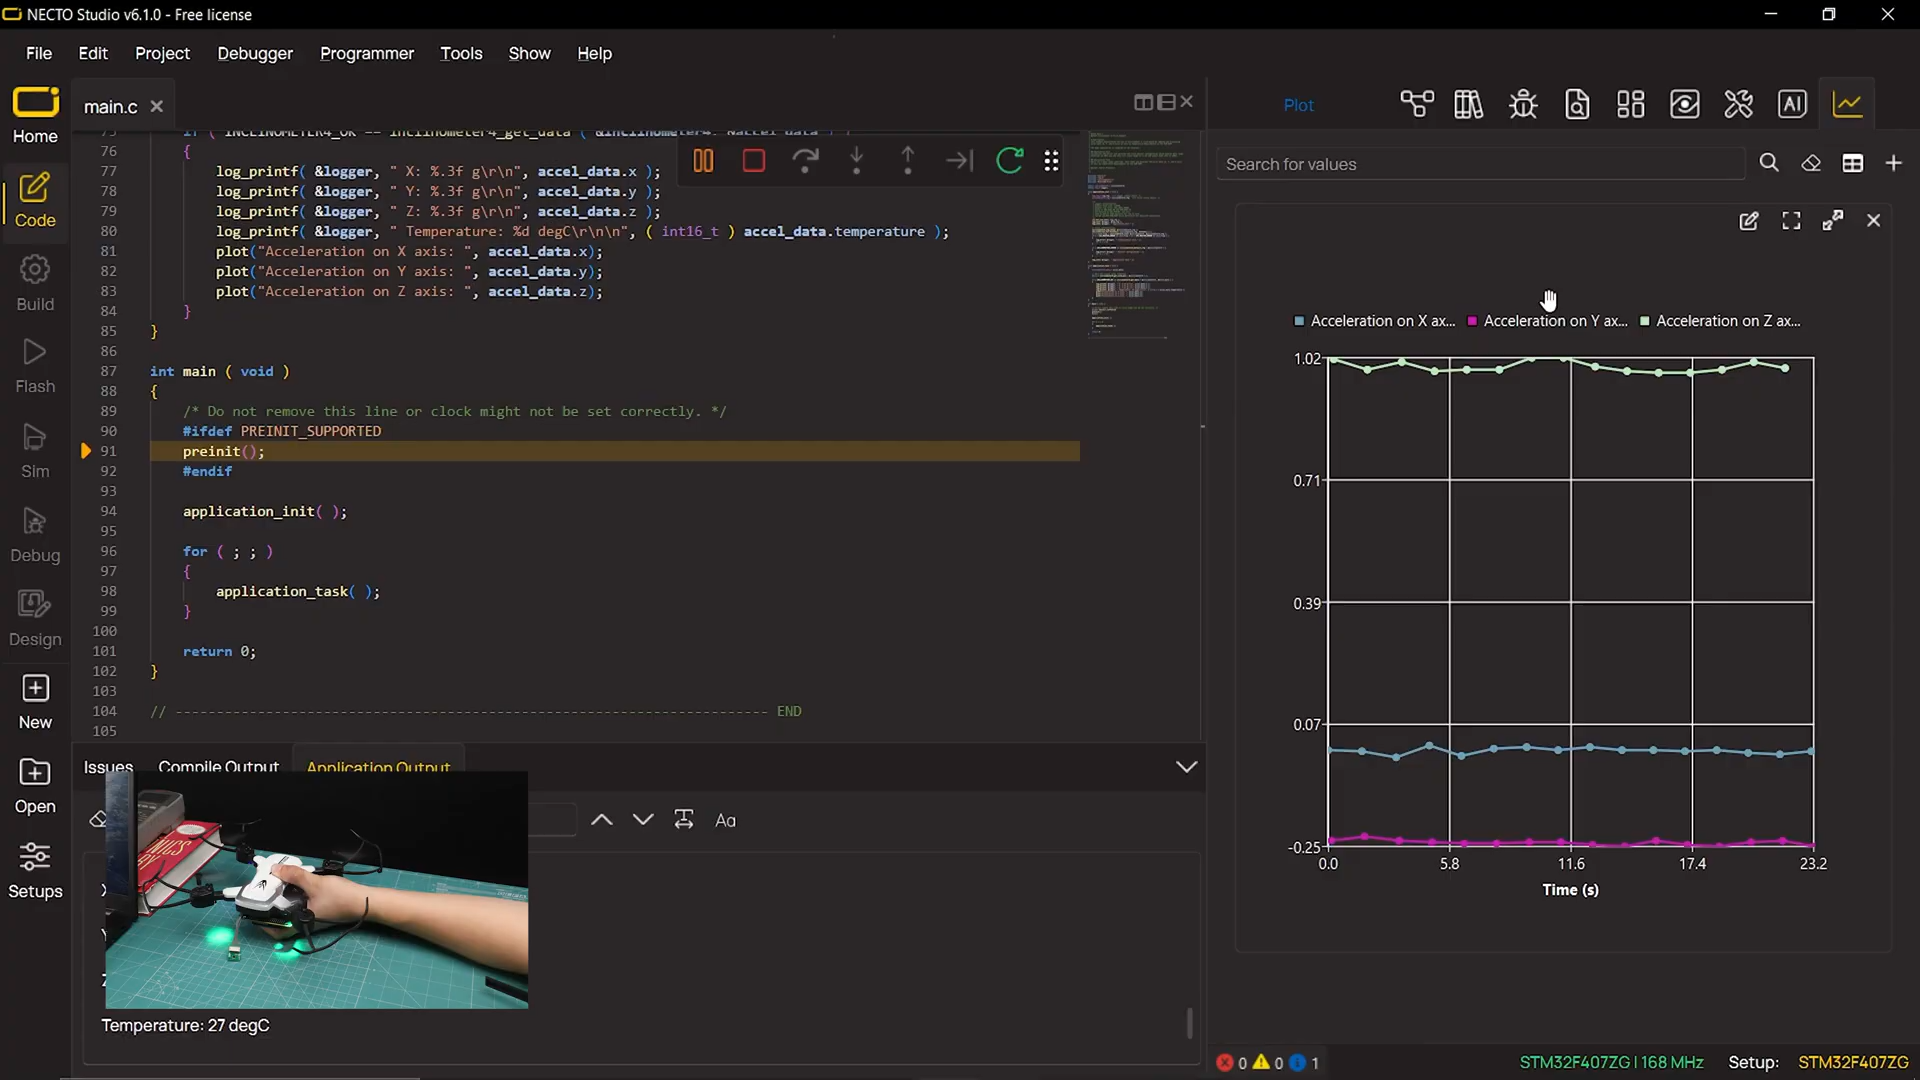 NECTO Studio v6.1.0 - Free license
File Edit Project Debugger Programmer Tools Show Help
Home
Code
Build
Flash
Sim
Debug
Design
New
Open
Setups
main.c
76 {
77 log_printf( &logger, " X: %.3f g\r\n", accel_data.x );
78 log_printf( &logger, " Y: %.3f g\r\n", accel_data.y );
79 log_printf( &logger, " Z: %.3f g\r\n", accel_data.z );
80 log_printf( &logger, " Temperature: %d degC\r\n\n", ( int16_t ) accel_data.temperature );
81 plot("Acceleration on X axis: ", accel_data.x);
82 plot("Acceleration on Y axis: ", accel_data.y);
83 plot("Acceleration on Z axis: ", accel_data.z);
84 }
85 }
86
87 int main ( void )
88 {
89 /* Do not remove this line or clock might not be set correctly. */
90 #ifdef PREINIT_SUPPORTED
91 preinit();
92 #endif
93
94 application_init( );
95
96 for ( ; ; )
97 {
98 application_task( );
99 }
100
101 return 0;
102 }
103
104 // ------------------------------------------------------------------------ END
105
Issues Compile Output Application Output
Aa
Temperature: 27 degC
Plot
AI
Search for values
Acceleration on X ax... Acceleration on Y ax... Acceleration on Z ax...
1.02
0.71
0.39
0.07
-0.25
0.0 5.8 11.6 17.4 23.2
Time (s)
0 0 1
STM32F407ZG | 168 MHz Setup: STM32F407ZG